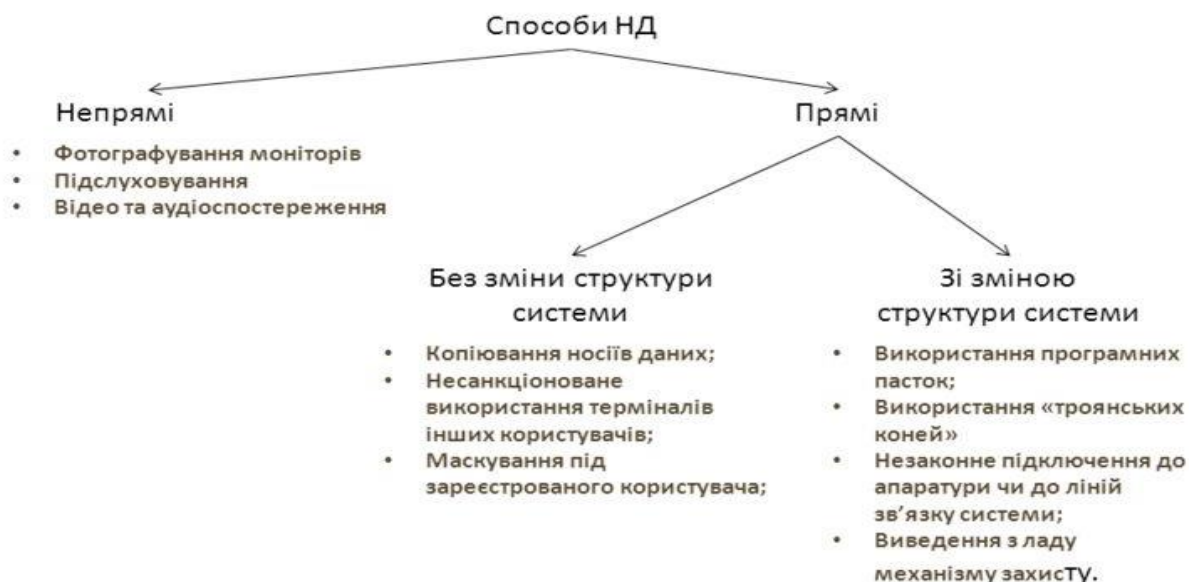 Способи НД
Непрямі
• Фотографування моніторів
• Підслуховування
• Відео та аудіоспостереження
Прямі
Без зміни структури
системи
• Копіювання носіїв даних;
• Несанкціоноване
використання терміналів
інших користувачів;
• Маскування під
зареєстрованого користувача;
Зі зміною
структури системи
• Використання програмних
пасток;
• Використання «троянських
коней»
• Незаконне підключення до
апаратури чи до ліній
зв’язку системи;
• Виведення з ладу
механізму захисту.